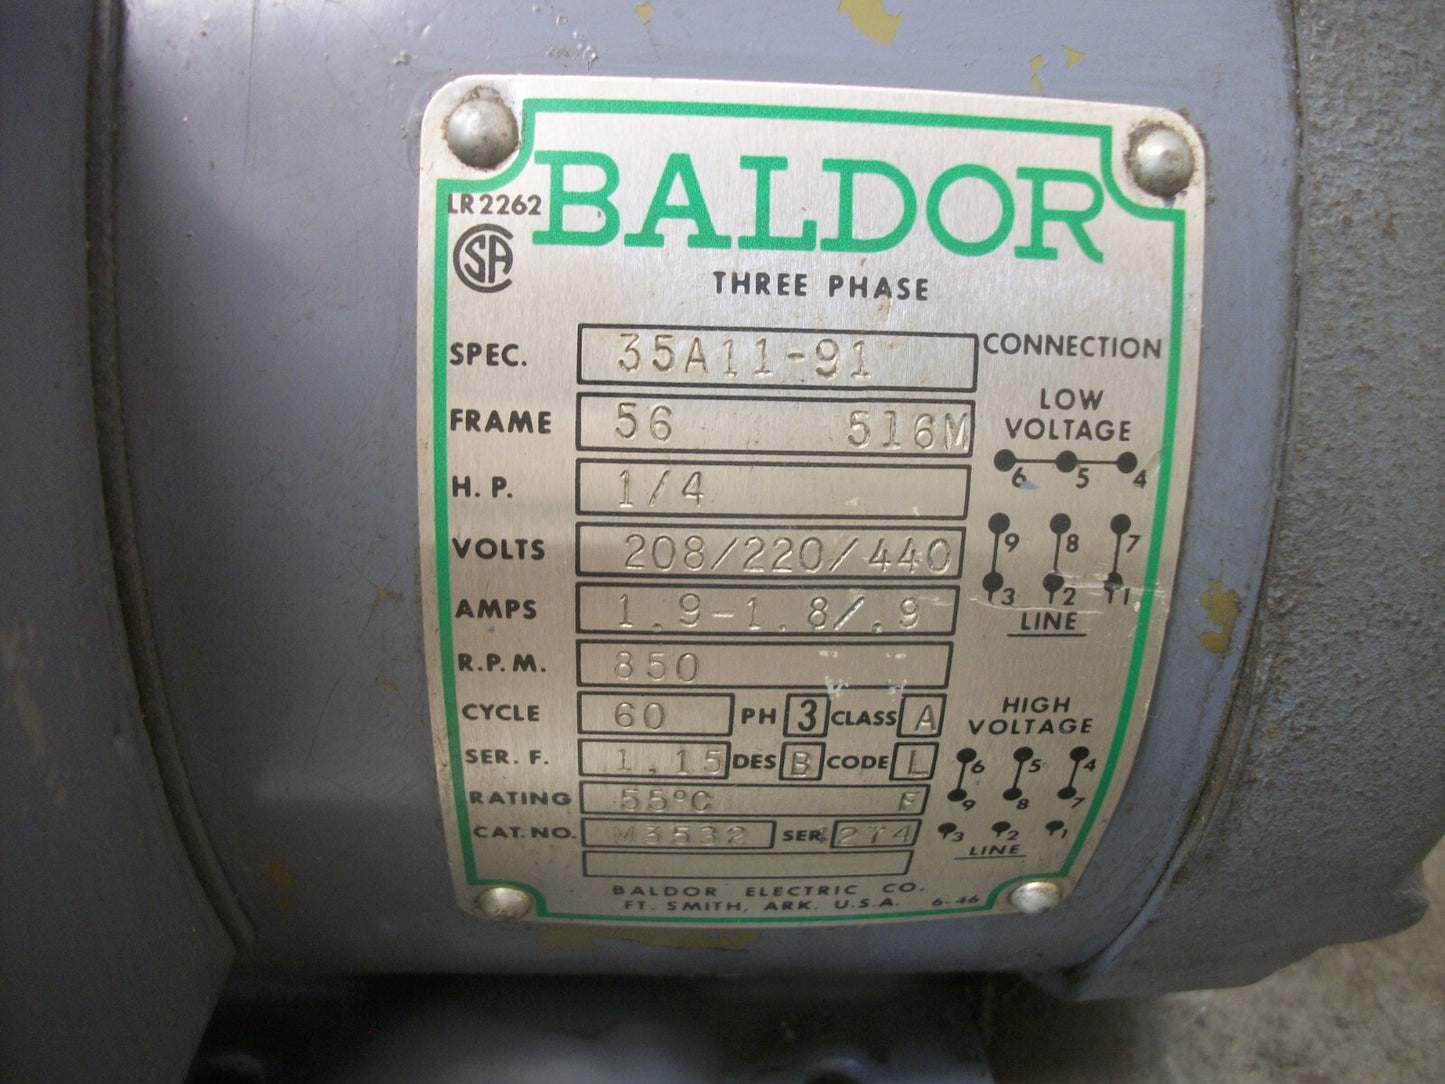 BALDOR
LR2262
THREE PHASE
SPEC. 35A11-91
FRAME 56 516M
H. P. 1/4
VOLTS 208/220/440
AMPS 1.9-1.8/.9
R.P.M. 850
CYCLE 60 PH 3 CLASS A
SER. F. 1.15 DES B CODE L
RATING 55°C F
CAT. NO. M3532 SER. 274
CONNECTION
LOW
VOLTAGE
6 5 4
9 8 7
3 2 1
LINE
HIGH
VOLTAGE
6 5 4
9 8 7
3 2 1
LINE
BALDOR ELECTRIC CO.
FT. SMITH, ARK. U.S.A. 6-46